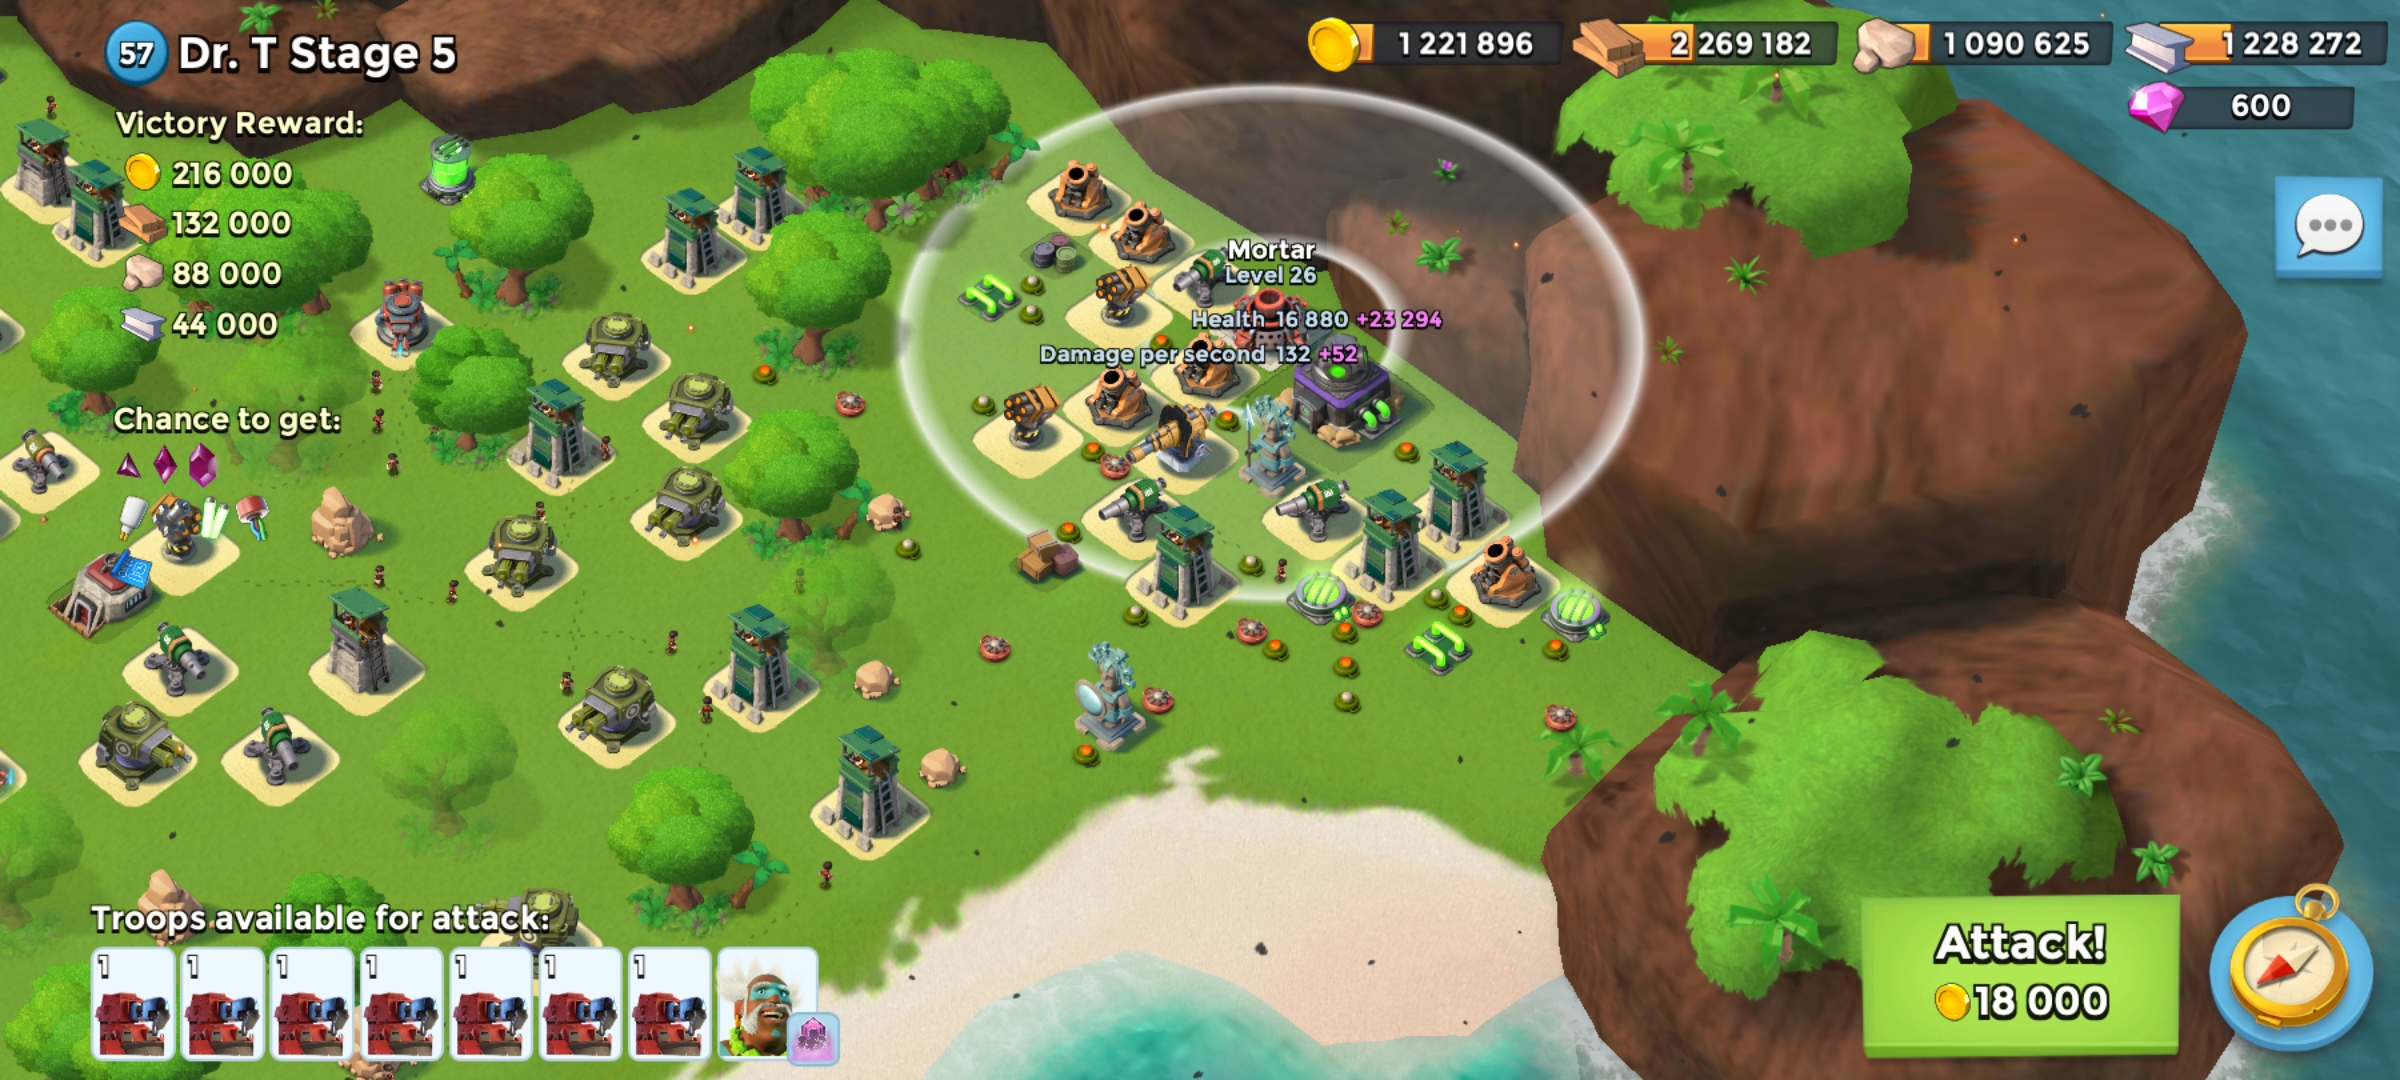 57 Dr. T Stage 5
1 221 896
2 269 182
1 090 625
1 228 272
600
Victory Reward:
216 000
132 000
88 000
44 000
Chance to get:
Mortar
Level 26
Health 16 880 +23 294
Damage per second 132 +52
Troops available for attack:
1 1 1 1 1 1 1
Attack!
18 000